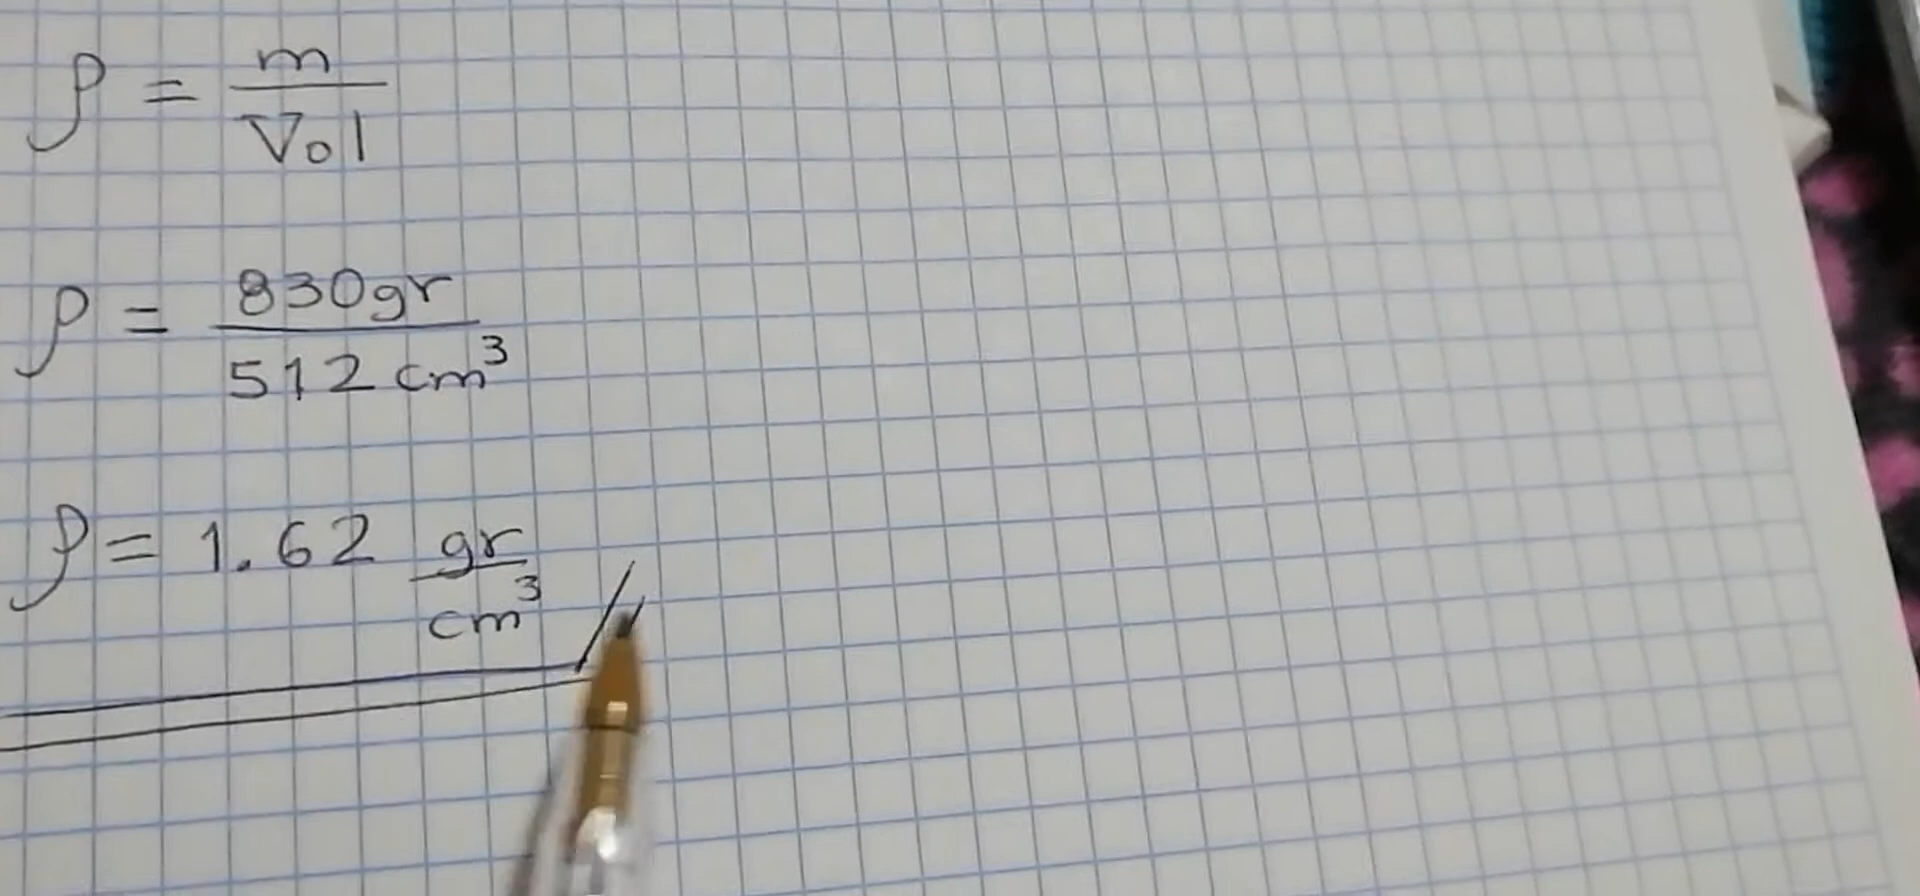 ρ = m / Vol
ρ = 830gr / 512 cm³
ρ = 1.62 gr / cm³